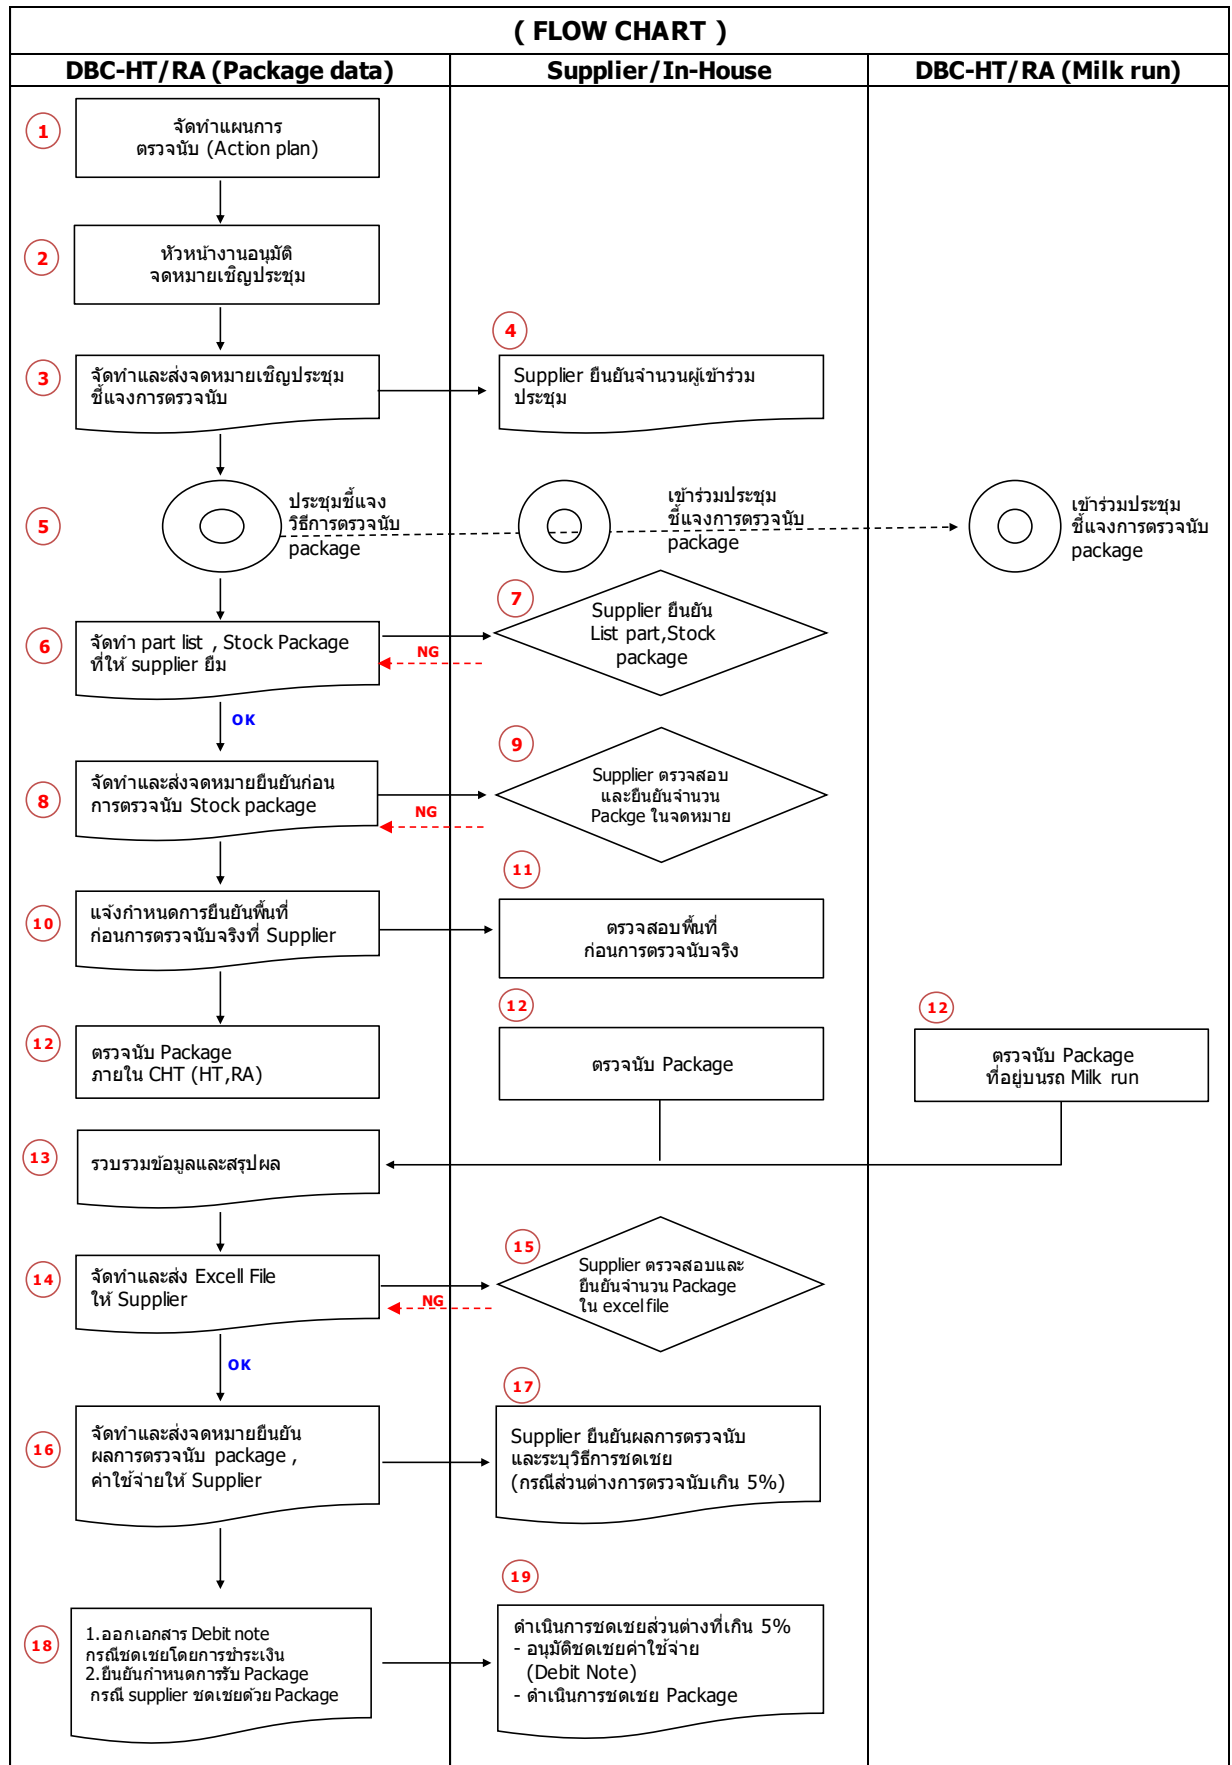 ( FLOW CHART )
DBC-HT/RA (Package data)
Supplier/In-House
DBC-HT/RA (Milk run)
1
จัดทำแผนการ
ตรวจนับ (Action plan)
2
หัวหน้างานอนุมัติ
จดหมายเชิญประชุม
3
จัดทำและส่งจดหมายเชิญประชุม
ชี้แจงการตรวจนับ
4
Supplier ยืนยันจำนวนผู้เข้าร่วม
ประชุม
5
ประชุมชี้แจง
วิธีการตรวจนับ
package
เข้าร่วมประชุม
ชี้แจงการตรวจนับ
package
เข้าร่วมประชุม
ชี้แจงการตรวจนับ
package
6
จัดทำ part list , Stock Package
ที่ให้ supplier ยืม
NG
7
Supplier ยืนยัน
List part,Stock
package
OK
8
จัดทำและส่งจดหมายยืนยันก่อน
การตรวจนับ Stock package
NG
9
Supplier ตรวจสอบ
และยืนยันจำนวน
Packge ในจดหมาย
10
แจ้งกำหนดการยืนยันพื้นที่
ก่อนการตรวจนับจริงที่ Supplier
11
ตรวจสอบพื้นที่
ก่อนการตรวจนับจริง
12
ตรวจนับ Package
ภายใน CHT (HT,RA)
12
ตรวจนับ Package
12
ตรวจนับ Package
ที่อยู่บนรถ Milk run
13
รวบรวมข้อมูลและสรุปผล
14
จัดทำและส่ง Excell File
ให้ Supplier
NG
15
Supplier ตรวจสอบและ
ยืนยันจำนวน Package
ใน excel file
OK
16
จัดทำและส่งจดหมายยืนยัน
ผลการตรวจนับ package ,
ค่าใช้จ่ายให้ Supplier
17
Supplier ยืนยันผลการตรวจนับ
และระบุวิธีการชดเชย
(กรณีส่วนต่างการตรวจนับเกิน 5%)
18
1.ออกเอกสาร Debit note
กรณีชดเชยโดยการชำระเงิน
2.ยืนยันกำหนดการรับ Package
กรณี supplier ชดเชยด้วย Package
19
ดำเนินการชดเชยส่วนต่างที่เกิน 5%
- อนุมัติชดเชยค่าใช้จ่าย
(Debit Note)
- ดำเนินการชดเชย Package